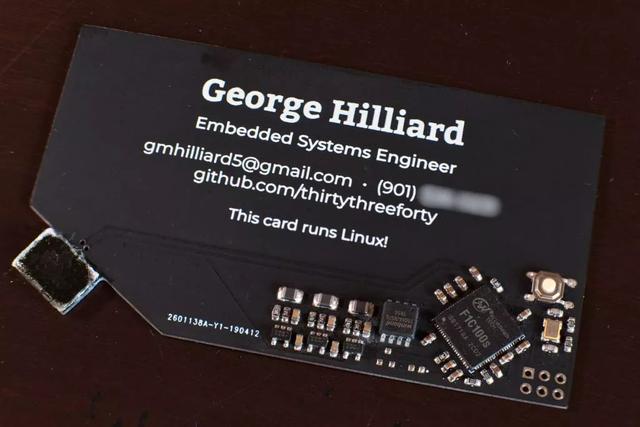 George Hilliard
Embedded Systems Engineer
gmhilliard5@gmail.com · (901)
github.com/thirtythreeforty
This card runs Linux!
2601138A-Y1-190412
F1C100S